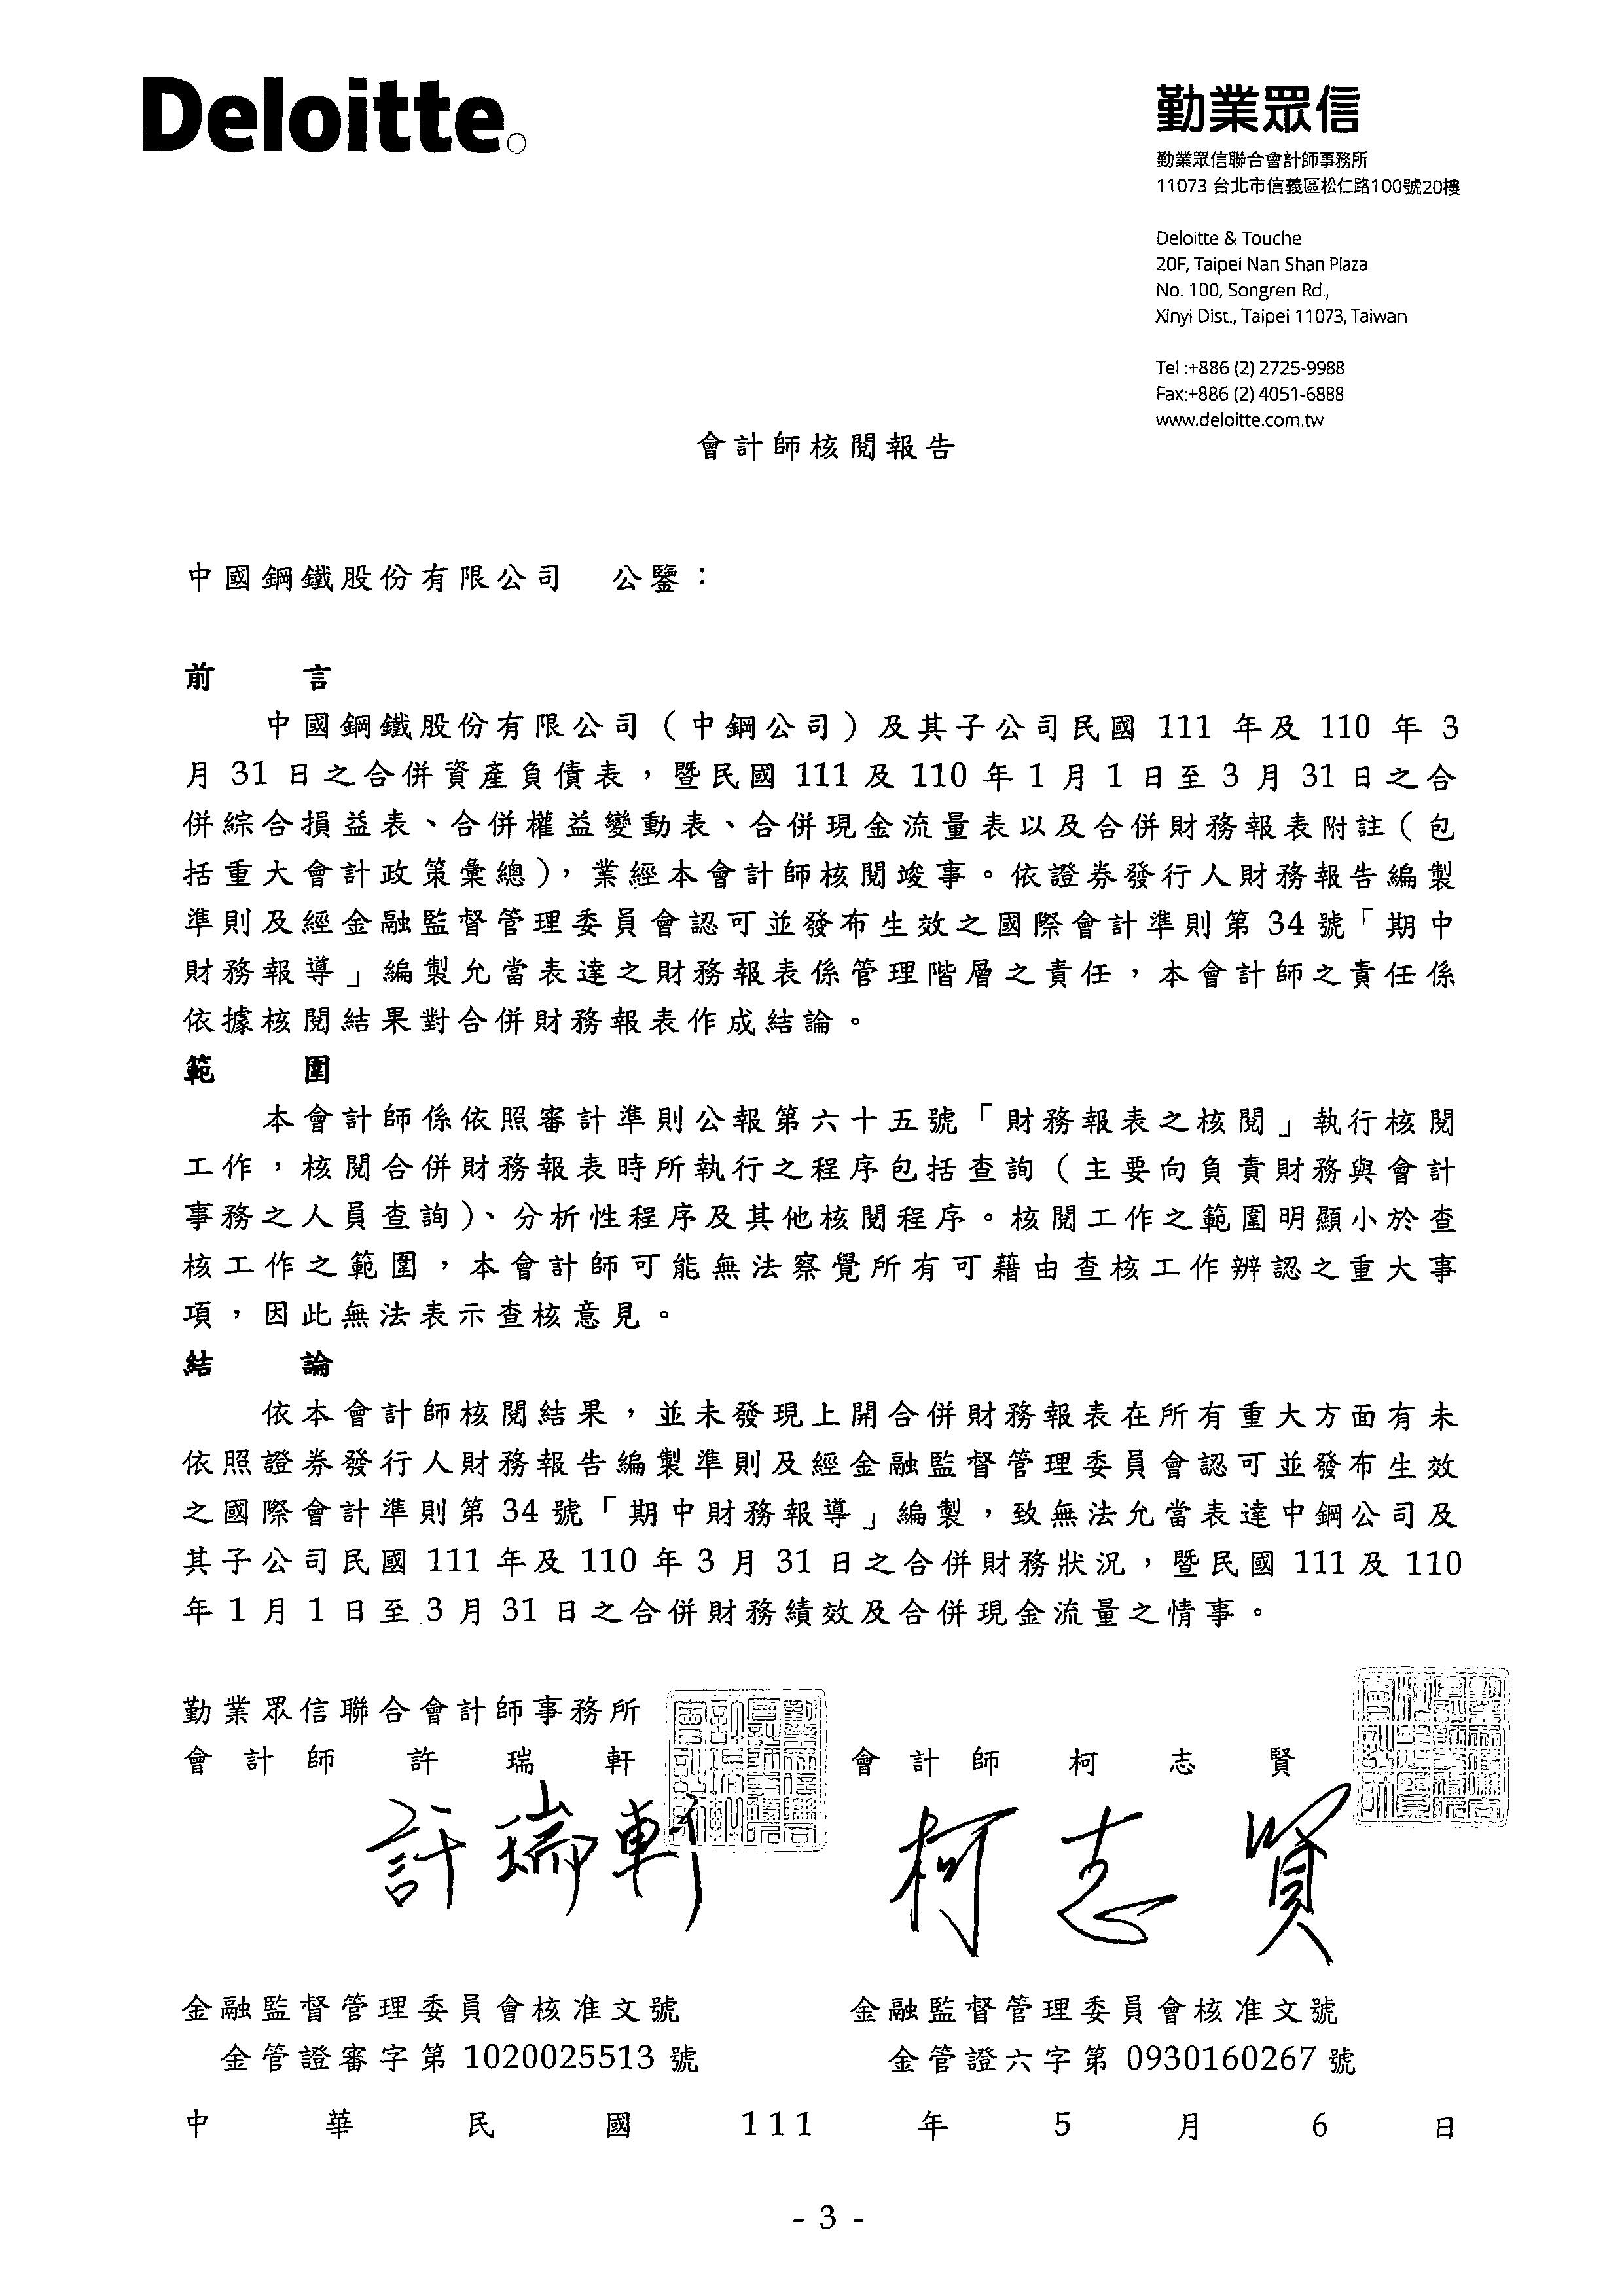 Deloitte.
勤業眾信
勤業眾信聯合會計師事務所
11073 台北市信義區松仁路100號20樓
Deloitte & Touche
20F, Taipei Nan Shan Plaza
No. 100, Songren Rd.,
Xinyi Dist., Taipei 11073, Taiwan
Tel :+886 (2) 2725-9988
Fax:+886 (2) 4051-6888
www.deloitte.com.tw
會計師核閱報告
中國鋼鐵股份有限公司 公鑒：
前 言
中國鋼鐵股份有限公司（中鋼公司）及其子公司民國 111 年及 110 年 3
月 31 日之合併資產負債表，暨民國 111 及 110 年 1 月 1 日至 3 月 31 日之合
併綜合損益表、合併權益變動表、合併現金流量表以及合併財務報表附註（包
括重大會計政策彙總），業經本會計師核閱竣事。依證券發行人財務報告編製
準則及經金融監督管理委員會認可並發布生效之國際會計準則第 34 號「期中
財務報導」編製允當表達之財務報表係管理階層之責任，本會計師之責任係
依據核閱結果對合併財務報表作成結論。
範 圍
本會計師係依照審計準則公報第六十五號「財務報表之核閱」執行核閱
工作，核閱合併財務報表時所執行之程序包括查詢（主要向負責財務與會計
事務之人員查詢）、分析性程序及其他核閱程序。核閱工作之範圍明顯小於查
核工作之範圍，本會計師可能無法察覺所有可藉由查核工作辨認之重大事
項，因此無法表示查核意見。
結 論
依本會計師核閱結果，並未發現上開合併財務報表在所有重大方面有未
依照證券發行人財務報告編製準則及經金融監督管理委員會認可並發布生效
之國際會計準則第 34 號「期中財務報導」編製，致無法允當表達中鋼公司及
其子公司民國 111 年及 110 年 3 月 31 日之合併財務狀況，暨民國 111 及 110
年 1 月 1 日至 3 月 31 日之合併財務績效及合併現金流量之情事。
勤業眾信聯合會計師事務所
會計師 許瑞軒 會計師 柯志賢
許瑞軒 柯志賢
金融監督管理委員會核准文號 金融監督管理委員會核准文號
金管證審字第 1020025513 號 金管證六字第 0930160267 號
中華民國 111 年 5 月 6 日
- 3 -